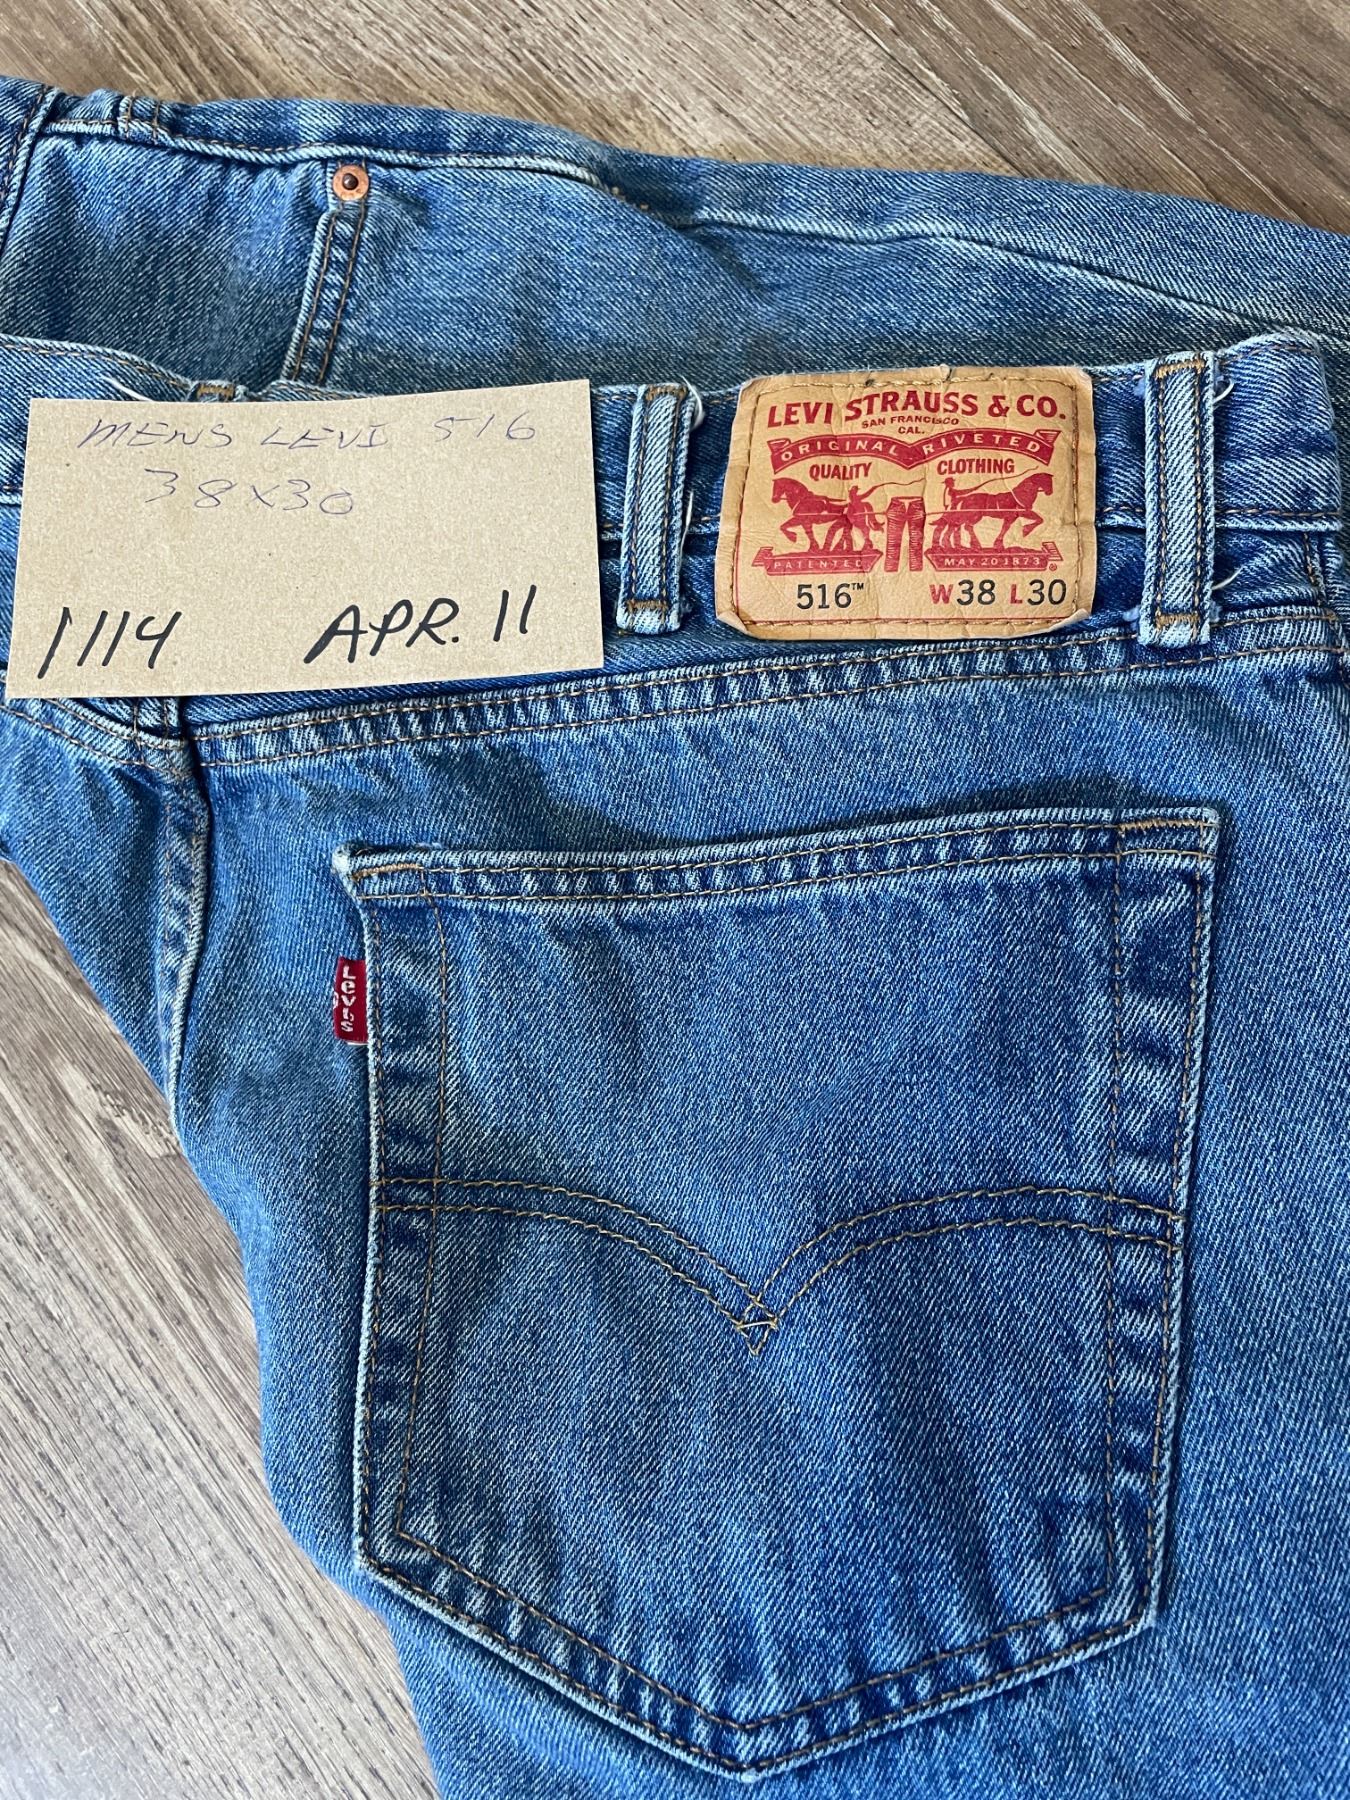 MENS LEVI 516
38x30
1114 APR. 11
LEVI STRAUSS & CO.
SAN FRANCISCO
CAL.
ORIGINAL RIVETED
QUALITY CLOTHING
PATENTED MAY 20 1873 ®
516™ W38 L30
LEVI'S